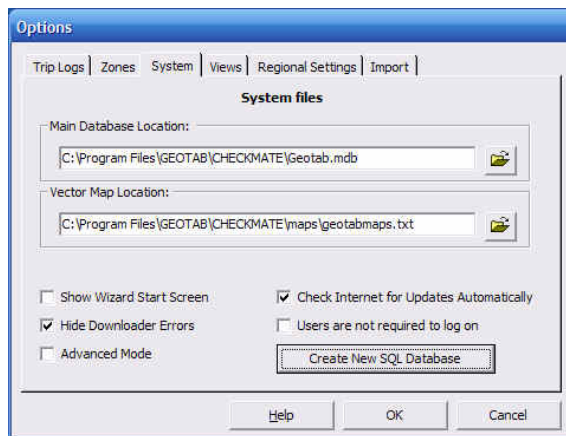 Options
Trip Logs Zones System Views Regional Settings Import
System files
Main Database Location:
C:\Program Files\GEOTAB\CHECKMATE\Geotab.mdb
Vector Map Location:
C:\Program Files\GEOTAB\CHECKMATE\maps\geotabmaps.txt
Show Wizard Start Screen Check Internet for Updates Automatically
Hide Downloader Errors Users are not required to log on
Advanced Mode Create New SQL Database
Help OK Cancel